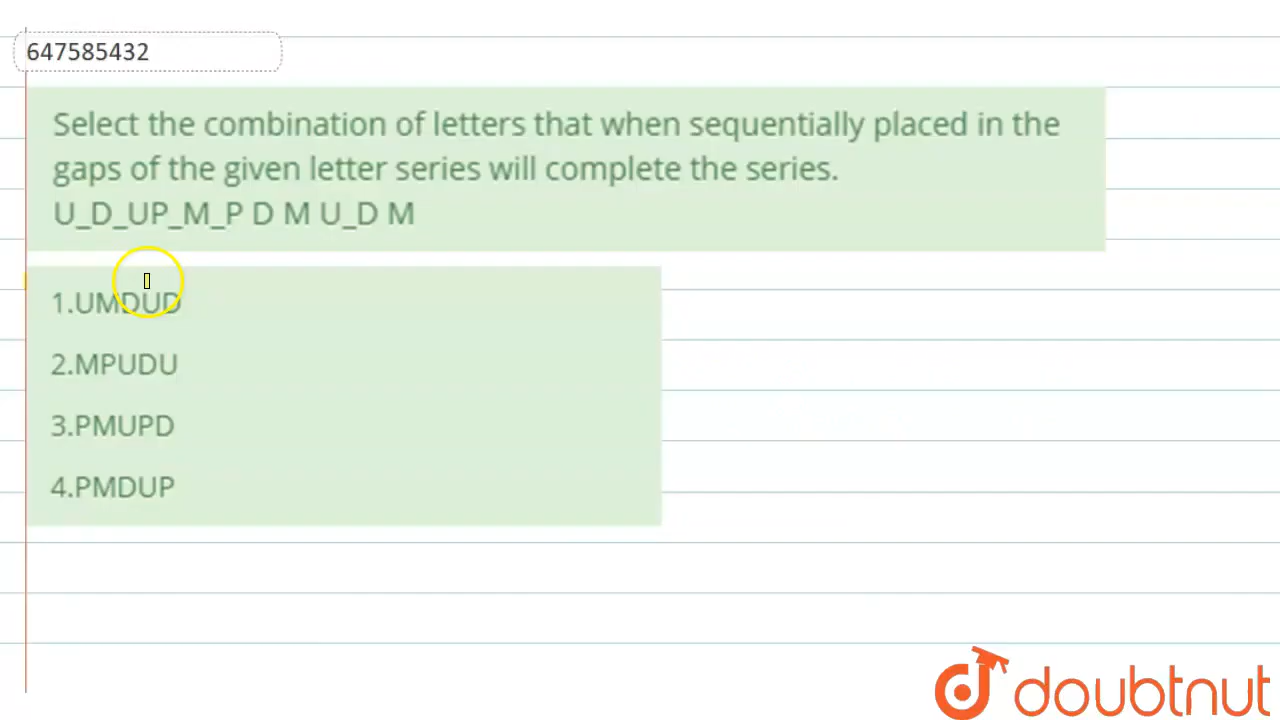 647585432
Select the combination of letters that when sequentially placed in the
gaps of the given letter series will complete the series.
U_D_UP_M_P D M U_D M
1.UMDUD
2.MPUDU
3.PMUPD
4.PMDUP
doubtnut